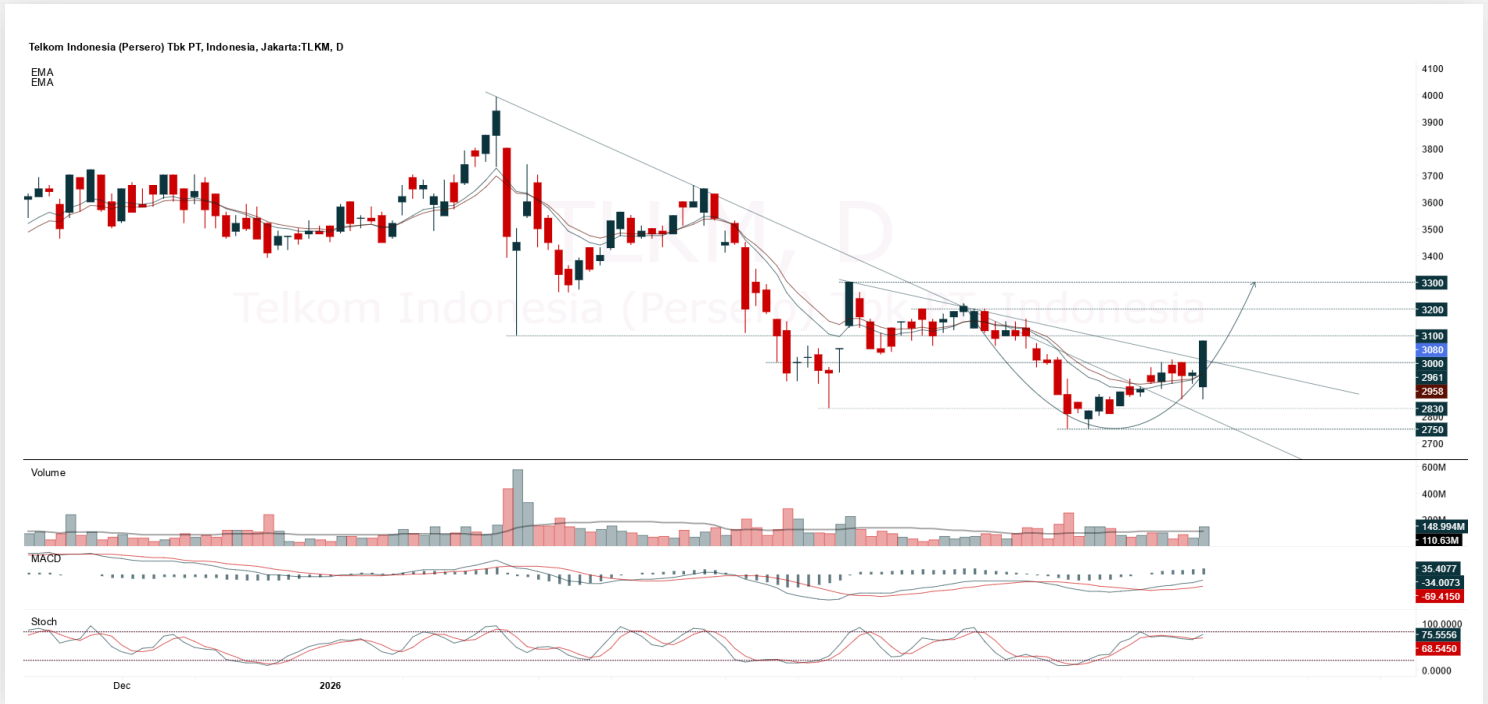 Telkom Indonesia (Persero) Tbk PT, Indonesia, Jakarta:TLKM, D
EMA
EMA
TLKM, D
Telkom Indonesia (Persero) Tbk PT, Indonesia
4100
4000
3900
3800
3700
3600
3500
3400
3300
3200
3100
3080
3000
2961
2958
2830
2800
2750
2700
Volume
600M
400M
200M
148.994M
110.63M
MACD
35.4077
-34.0073
-69.4150
Stoch
100.0000
75.5556
68.5450
0.0000
Dec
2026